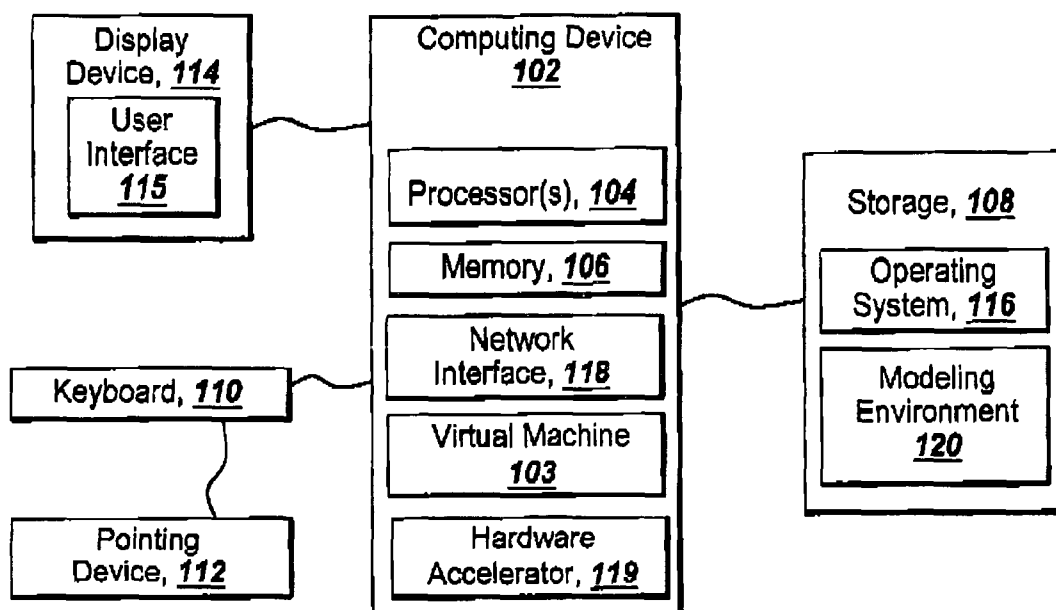 Display
Device, 114
User
Interface
115
Computing Device
102
Processor(s), 104
Memory, 106
Network
Interface, 118
Virtual Machine
103
Hardware
Accelerator, 119
Keyboard, 110
Pointing
Device, 112
Storage, 108
Operating
System, 116
Modeling
Environment
120